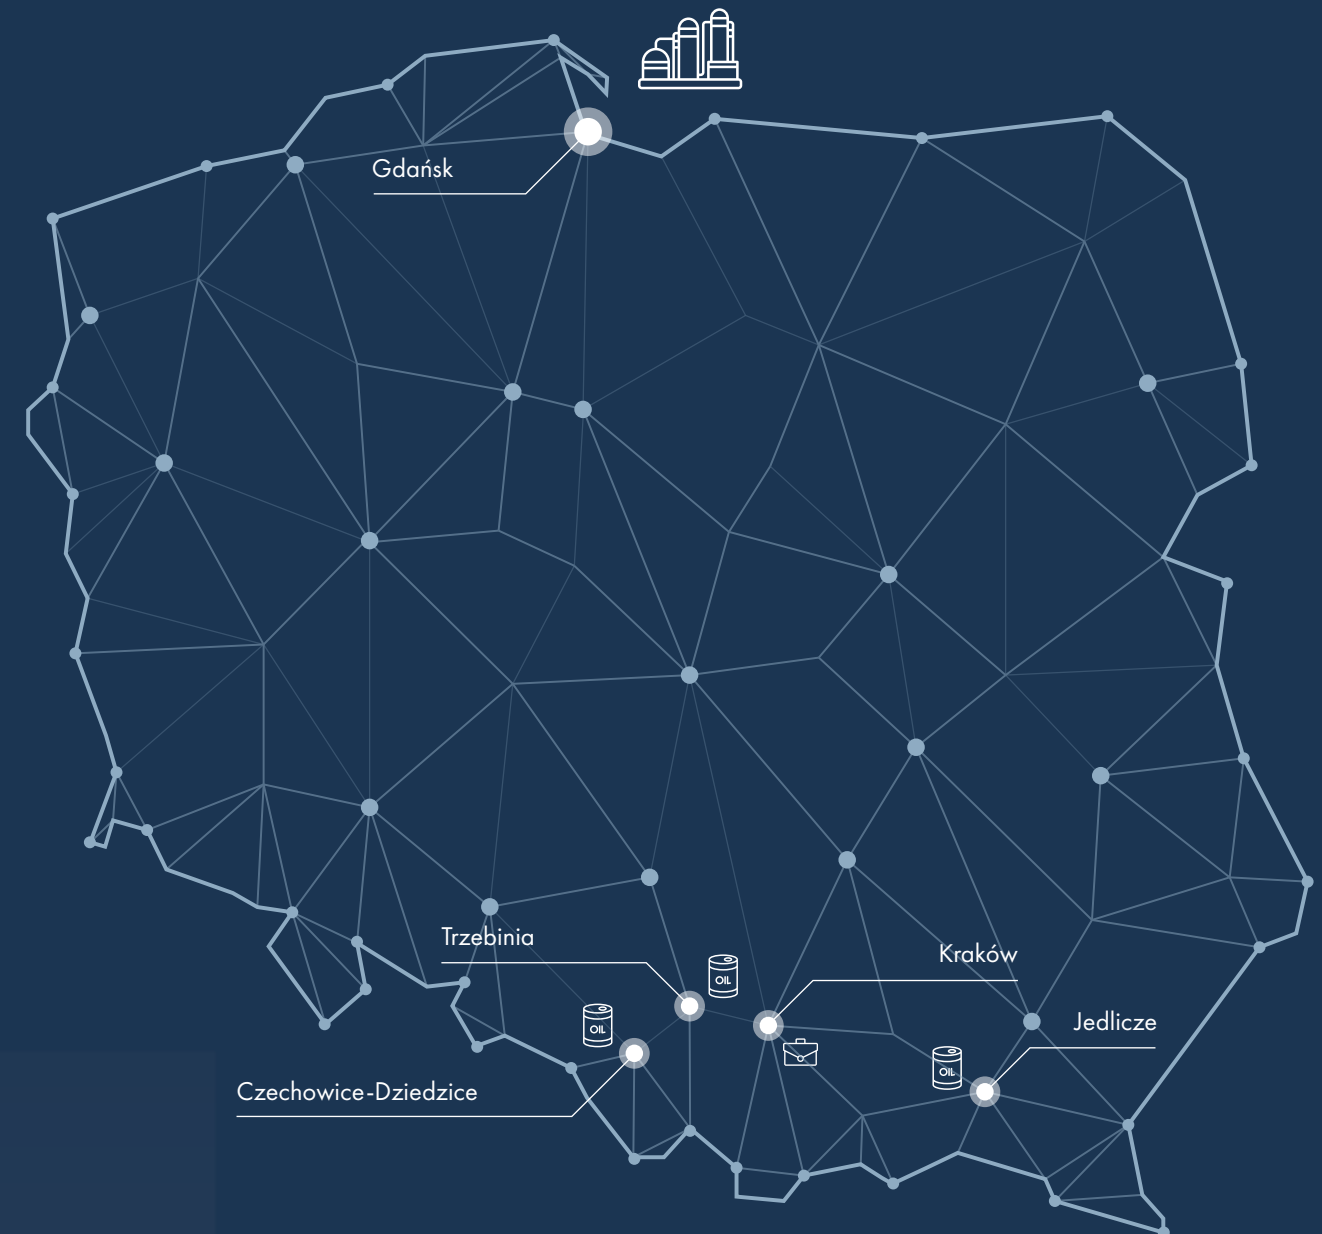 Gdańsk
Trzebinia
Kraków
OIL
OIL
Jedlicze
OIL
Czechowice-Dziedzice